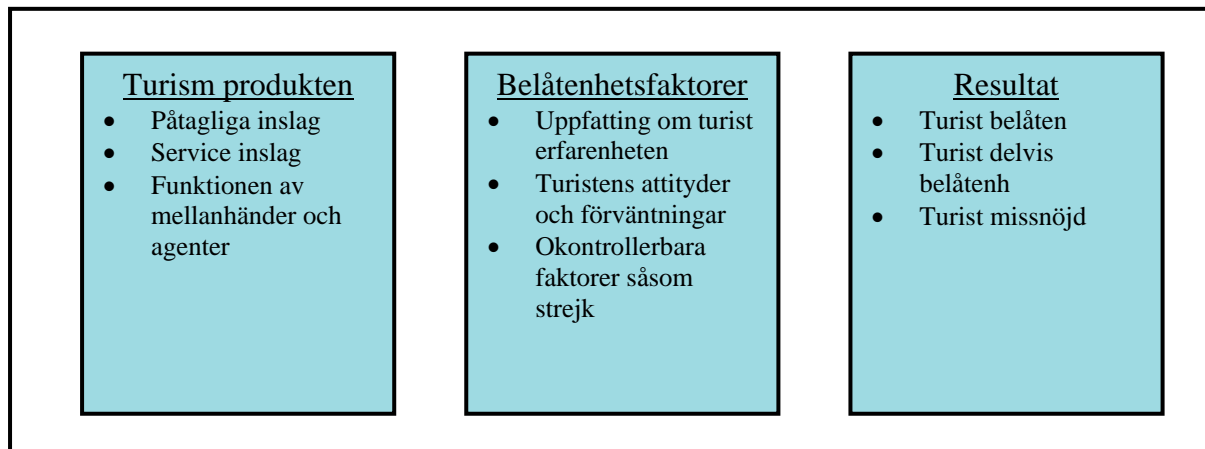 Turism produkten
• Påtagliga inslag
• Service inslag
• Funktionen av
mellanhänder och
agenter
Belåtenhetsfaktorer
• Uppfatting om turist
erfarenheten
• Turistens attityder
och förväntningar
• Okontrollerbara
faktorer såsom
strejk
Resultat
• Turist belåten
• Turist delvis
belåtenh
• Turist missnöjd